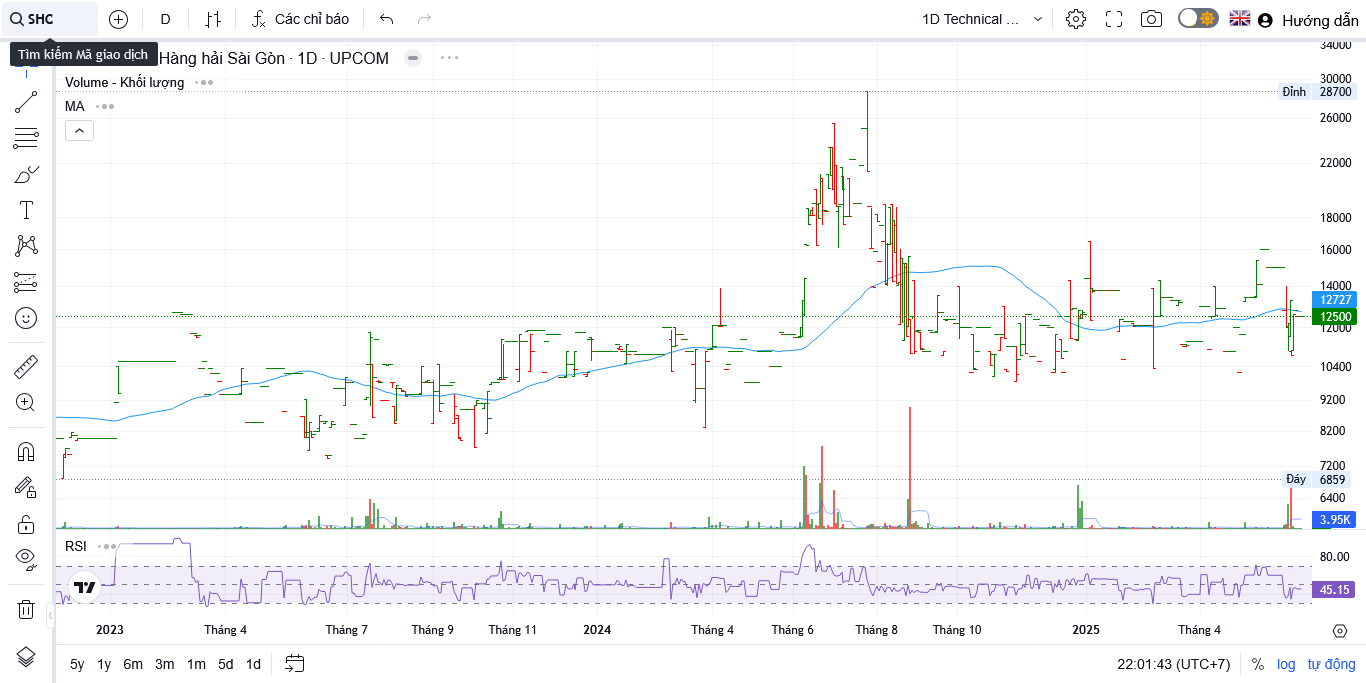 SHC
D
Các chỉ báo
1D Technical ...
Hướng dẫn
Tìm kiếm Mã giao dịch
Hàng hải Sài Gòn · 1D · UPCOM
Volume - Khối lượng
MA
34000
30000
Đỉnh 28700
26000
22000
18000
16000
14000
12727
12500
12000
10400
9200
8200
7200
Đáy 6859
6400
3.95K
RSI
80.00
45.15
2023 Tháng 4 Tháng 7 Tháng 9 Tháng 11 2024 Tháng 4 Tháng 6 Tháng 8 Tháng 10 2025 Tháng 4
5y 1y 6m 3m 1m 5d 1d
22:01:43 (UTC+7) % log tự động